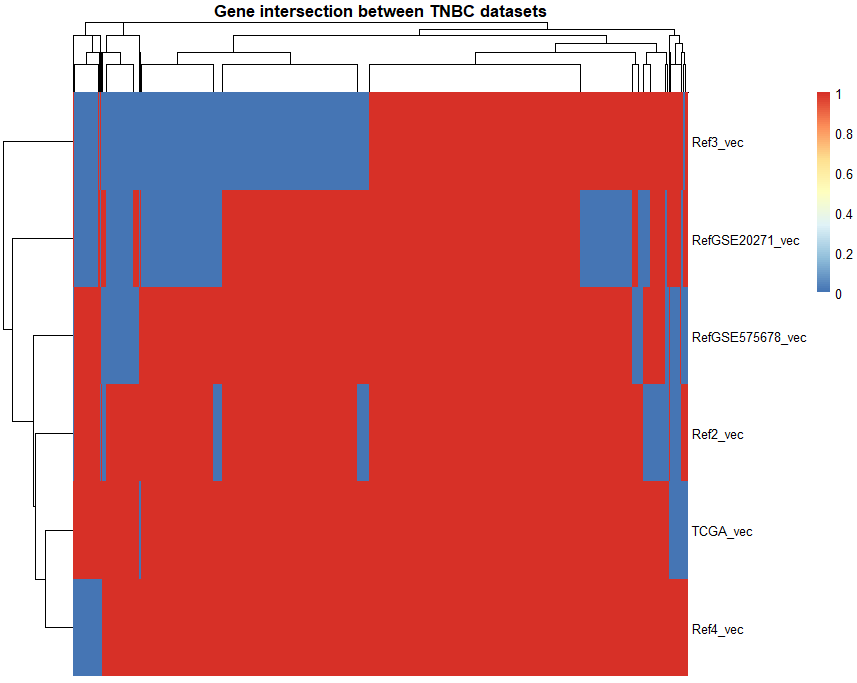 Gene intersection between TNBC datasets
1
0.8
0.6
0.4
0.2
0
Ref3_vec
RefGSE20271_vec
RefGSE575678_vec
Ref2_vec
TCGA_vec
Ref4_vec